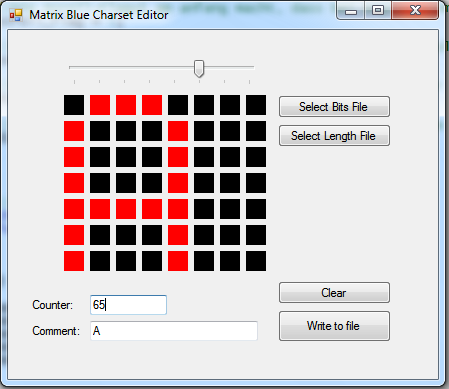 Matrix Blue Charset Editor
Select Bits File
Select Length File
Clear
Counter: 65
Write to file
Comment: A